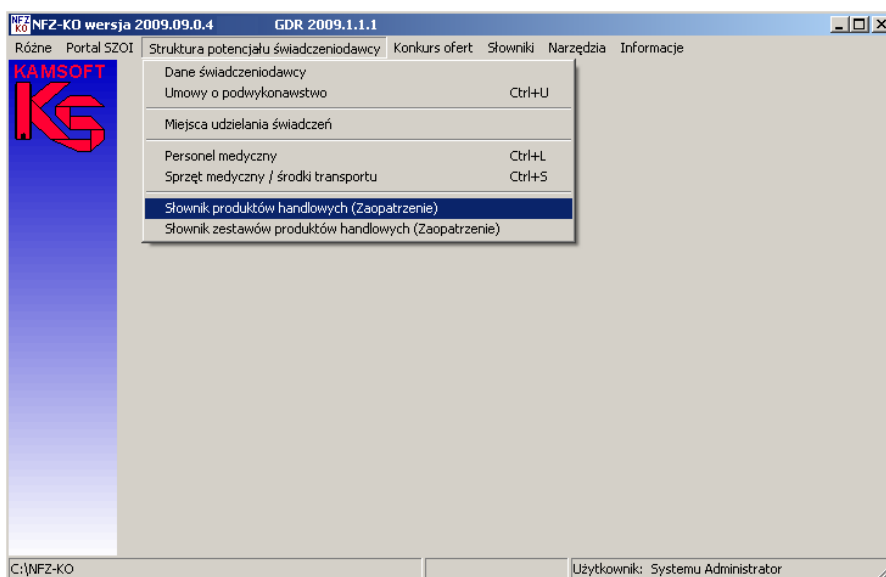 NFZ KO NFZ-KO wersja 2009.09.0.4 GDR 2009.1.1.1
Różne Portal SZOI Struktura potencjału świadczeniodawcy Konkurs ofert Słowniki Narzędzia Informacje
KAMSOFT
KS
Dane świadczeniodawcy
Umowy o podwykonawstwo Ctrl+U
Miejsca udzielania świadczeń
Personel medyczny Ctrl+L
Sprzęt medyczny / środki transportu Ctrl+S
Słownik produktów handlowych (Zaopatrzenie)
Słownik zestawów produktów handlowych (Zaopatrzenie)
C:\NFZ-KO Użytkownik: Systemu Administrator